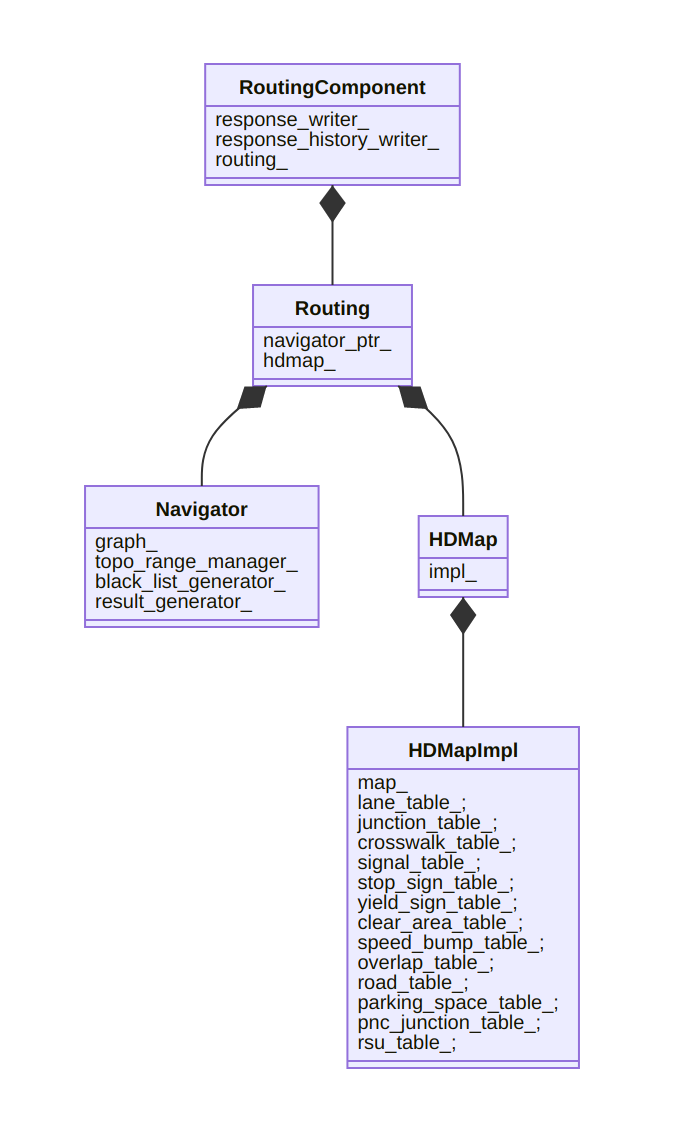 RoutingComponent
response_writer_
response_history_writer_
routing_
Routing
navigator_ptr_
hdmap_
Navigator
graph_
topo_range_manager_
black_list_generator_
result_generator_
HDMap
impl_
HDMapImpl
map_
lane_table_;
junction_table_;
crosswalk_table_;
signal_table_;
stop_sign_table_;
yield_sign_table_;
clear_area_table_;
speed_bump_table_;
overlap_table_;
road_table_;
parking_space_table_;
pnc_junction_table_;
rsu_table_;